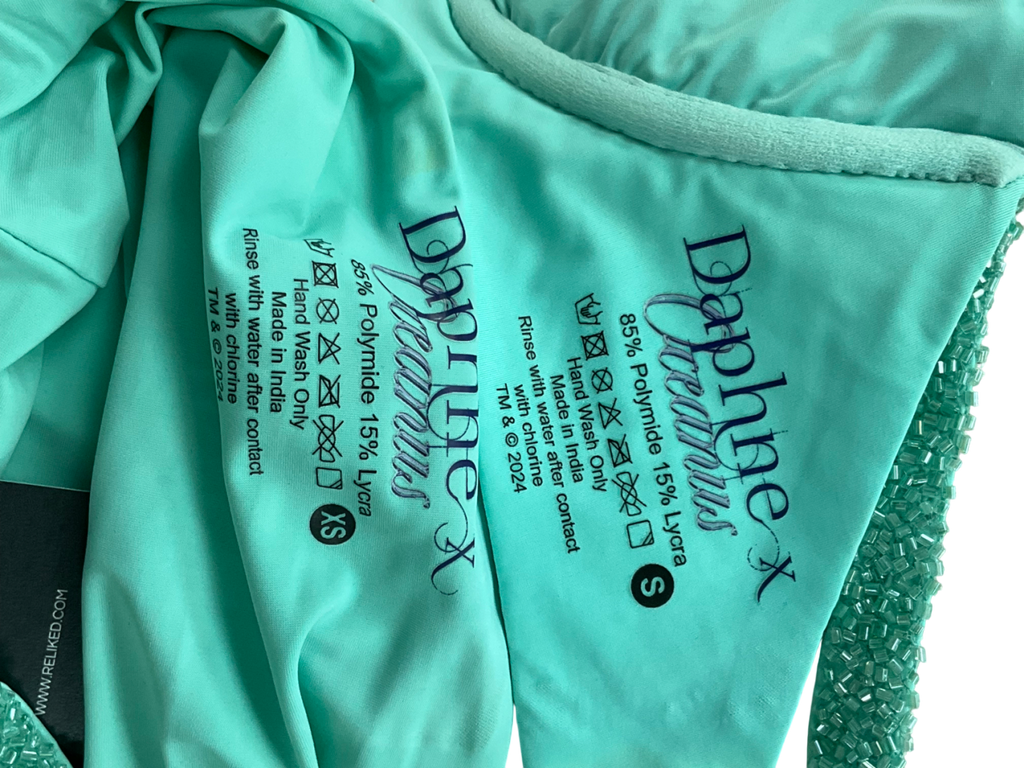 Daphne x
Oceanus'
85% Polymide 15% Lycra
XS
Hand Wash Only
Made in India
Rinse with water after contact
with chlorine
TM & © 2024
Daphne x
Oceanus'
85% Polymide 15% Lycra
S
Hand Wash Only
Made in India
Rinse with water after contact
with chlorine
TM & © 2024
WWW.RELIKED.COM